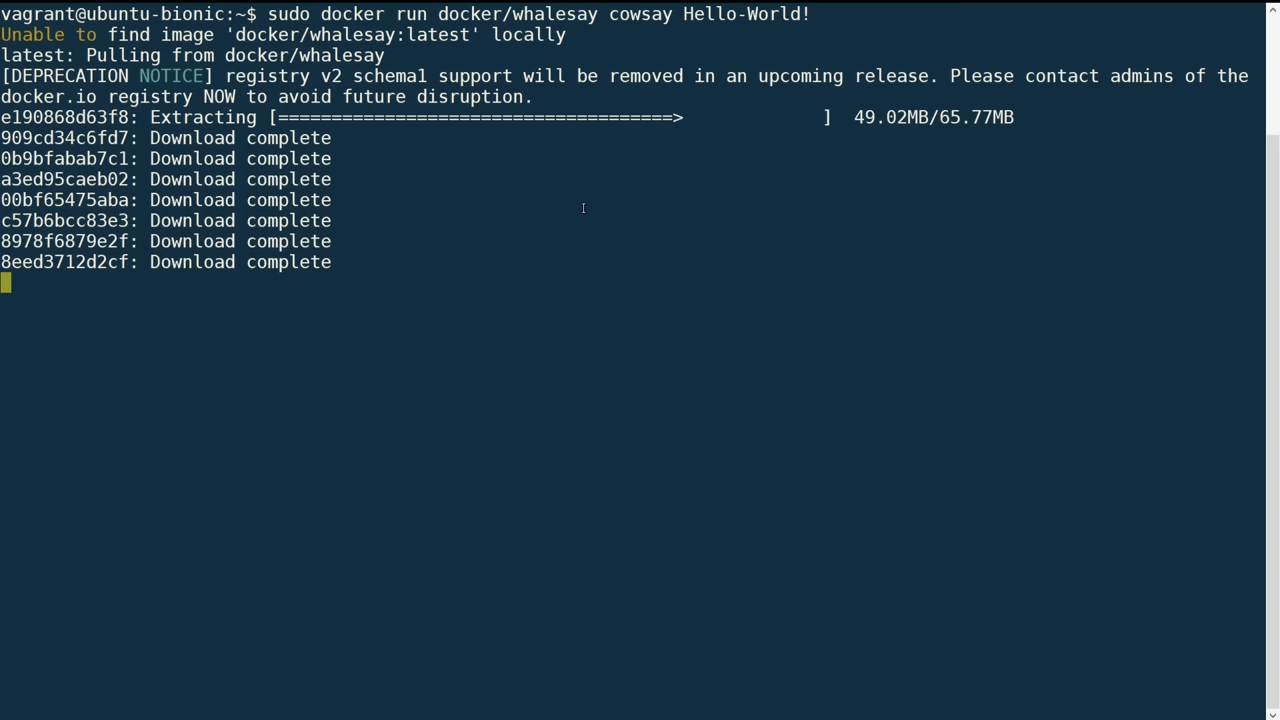 vagrant@ubuntu-bionic:~$ sudo docker run docker/whalesay cowsay Hello-World!
Unable to find image 'docker/whalesay:latest' locally
latest: Pulling from docker/whalesay
[DEPRECATION NOTICE] registry v2 schema1 support will be removed in an upcoming release. Please contact admins of the
docker.io registry NOW to avoid future disruption.
e190868d63f8: Extracting [=====================================>             ]  49.02MB/65.77MB
909cd34c6fd7: Download complete
0b9bfabab7c1: Download complete
a3ed95caeb02: Download complete
00bf65475aba: Download complete
c57b6bcc83e3: Download complete
8978f6879e2f: Download complete
8eed3712d2cf: Download complete